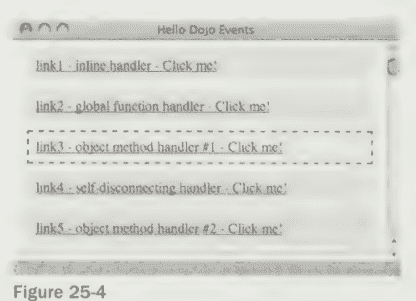 Hello Dojo Events
link1 - inline handler - Click me!
link2 - global function handler - Click me!
link3 - object method handler #1 - Click me!
link4 - self-disconnecting handler - Click me!
link5 - object method handler #2 - Click me!
Figure 25-4